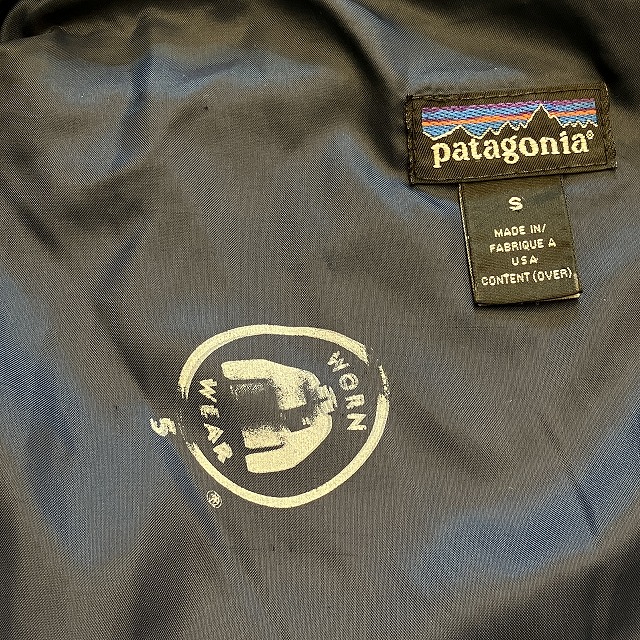 patagonia®
S
MADE IN/
FABRIQUE A
USA
CONTENT (OVER)
WORN
WEAR
S
®